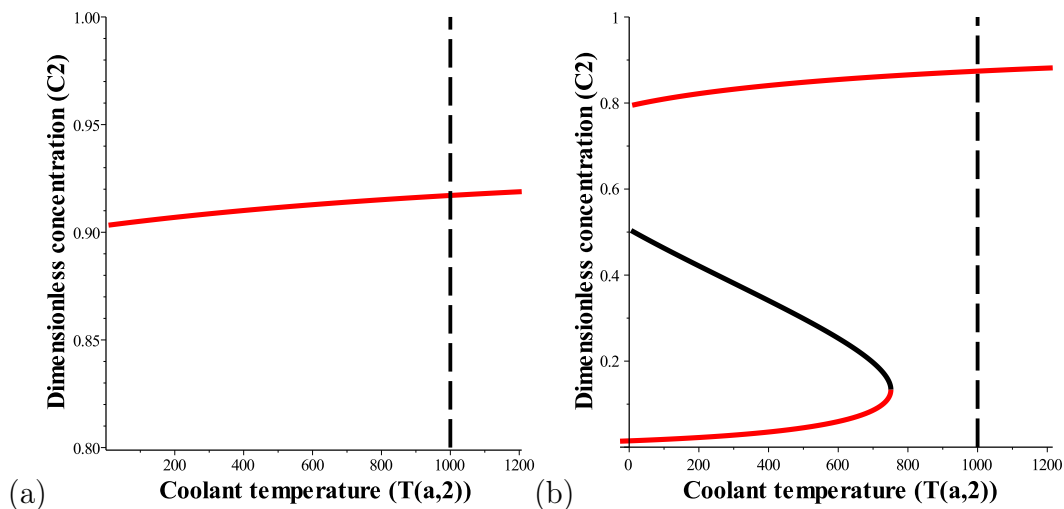 1.00
0.95
0.90
0.85
0.80
Dimensionless concentration (C2)
200 400 600 800 1000 1200
Coolant temperature (T(a,2))
(a)
1
0.8
0.6
0.4
0.2
Dimensionless concentration (C2)
0 200 400 600 800 1000 1200
Coolant temperature (T(a,2))
(b)